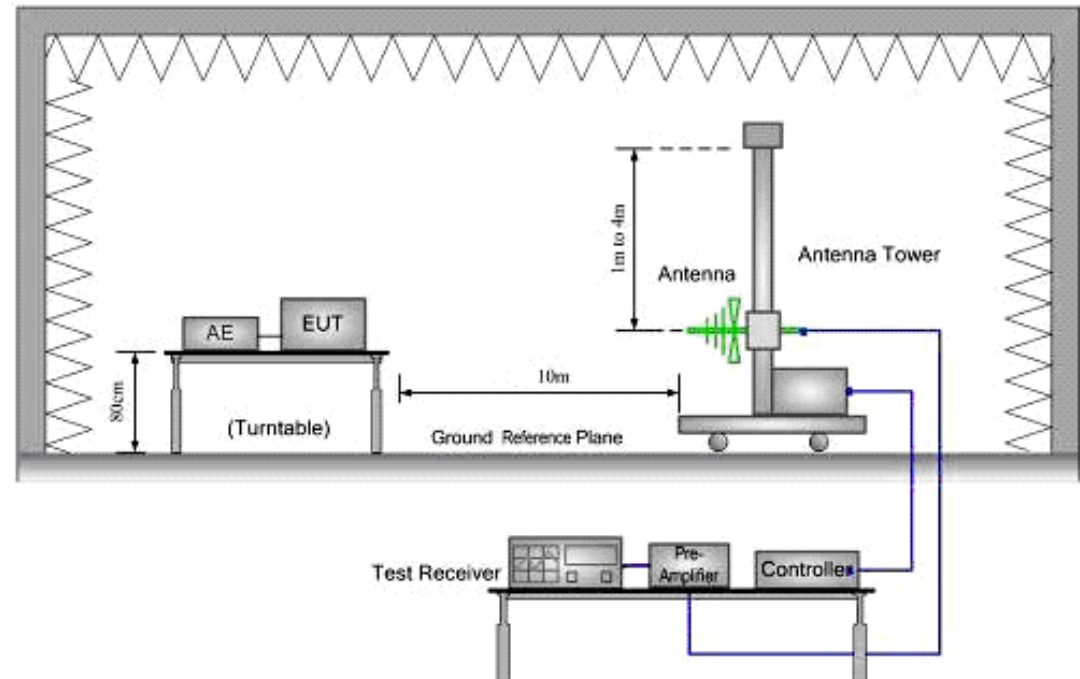 1m to 4m
Antenna Tower
Antenna
AE
EUT
10m
80cm
(Turntable)
Ground Reference Plane
Test Receiver
Pre-
Amplifier
Controller